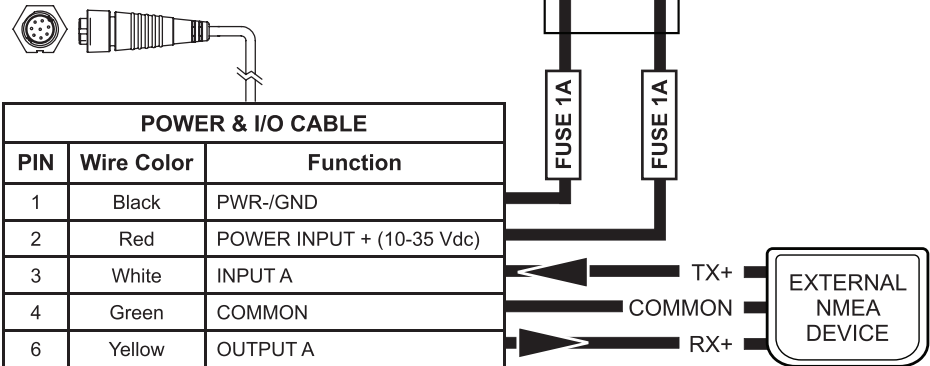 FUSE 1A
FUSE 1A
POWER & I/O CABLE
PIN Wire Color Function
1 Black PWR-/GND
2 Red POWER INPUT + (10-35 Vdc)
3 White INPUT A
4 Green COMMON
6 Yellow OUTPUT A
TX+
COMMON
RX+
EXTERNAL
NMEA
DEVICE